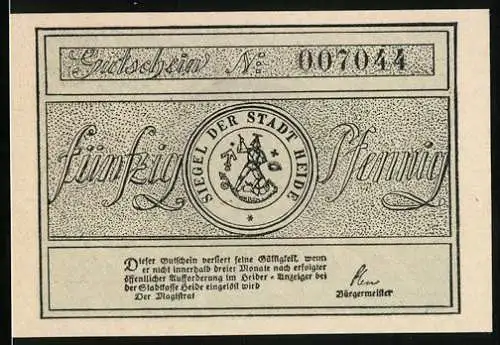 Gutschein No: 007044
fünfzig Pfennig
SIEGEL DER STADT HEIDE
Dieser Gutschein verliert seine Gültigkeit, wenn
er nicht innerhalb dreier Monate nach erfolgter
öffentlicher Aufforderung im Heider-Anzeiger bei
der Stadtkasse Heide eingelöst wird
Der Magistrat
Bürgermeister